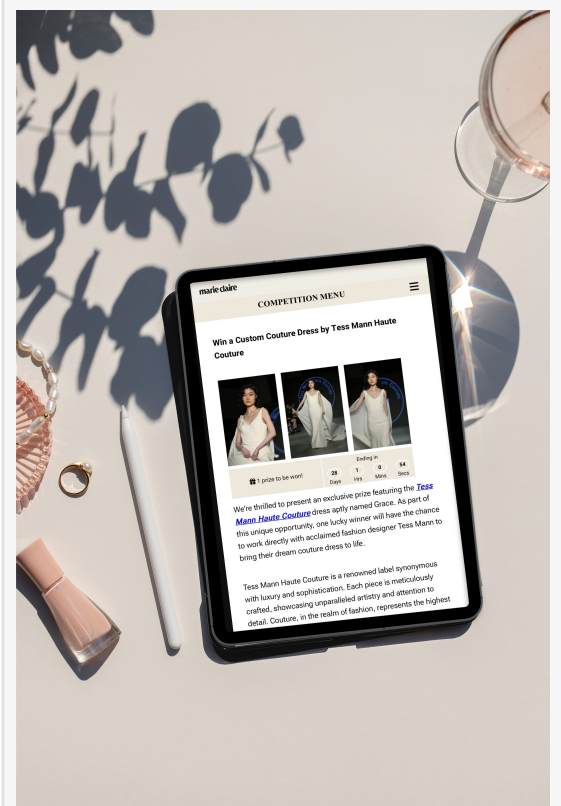 marie claire
COMPETITION MENU
Win a Custom Couture Dress by Tess Mann Haute
Couture
1 prize to be won!
Ending in
28 1 0 54
Days Hrs Mins Secs
We're thrilled to present an exclusive prize featuring the Tess
Mann Haute Couture dress aptly named Grace. As part of
this unique opportunity, one lucky winner will have the chance
to work directly with acclaimed fashion designer Tess Mann to
bring their dream couture dress to life.
Tess Mann Haute Couture is a renowned label synonymous
with luxury and sophistication. Each piece is meticulously
crafted, showcasing unparalleled artistry and attention to
detail. Couture, in the realm of fashion, represents the highest